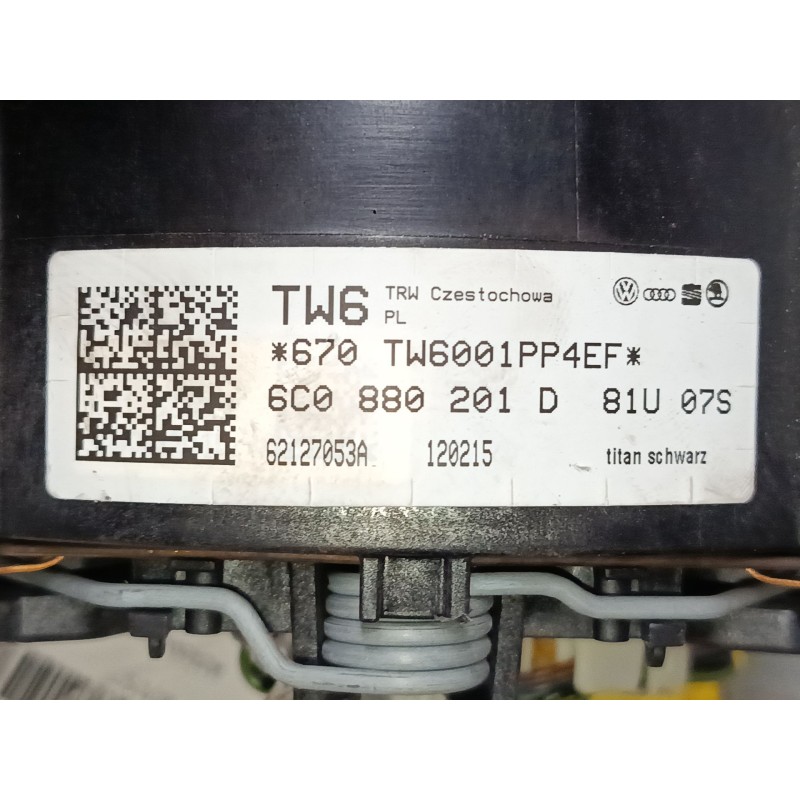 TW6 TRW Czestochowa
PL
*670 TW6001PP4EF*
6C0 880 201 D 81U 07S
62127053A 120215 titan schwarz